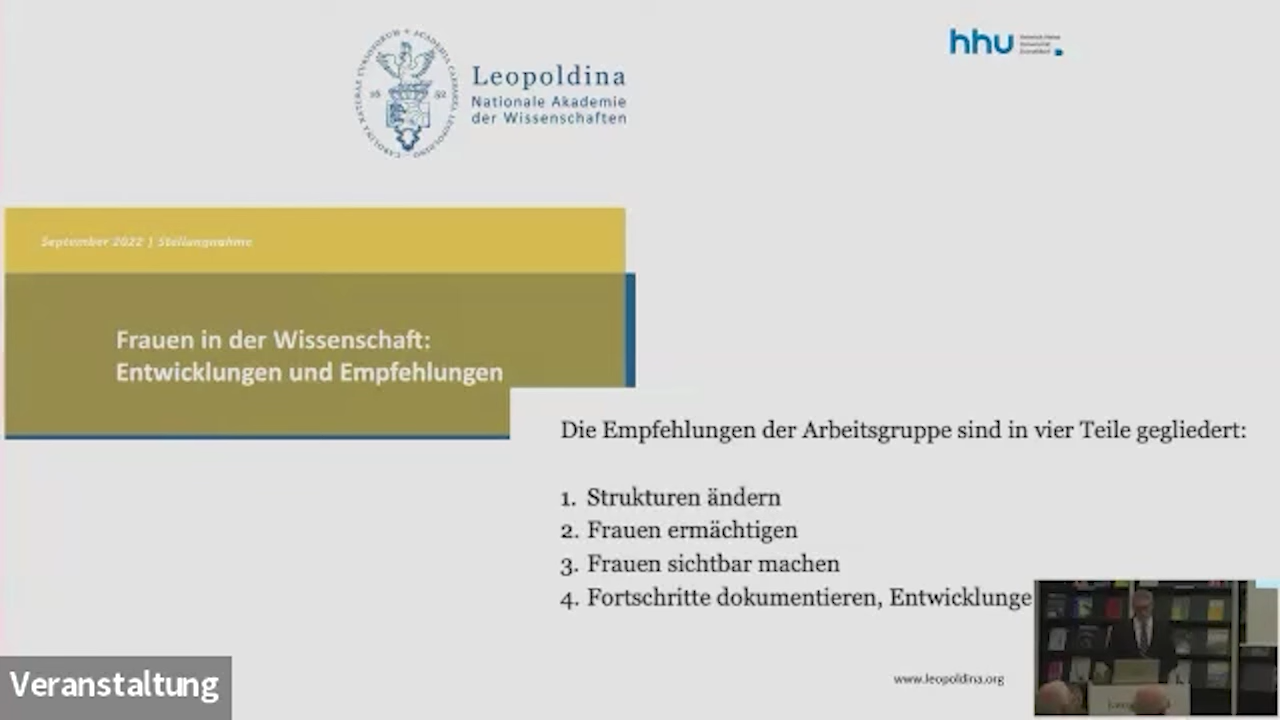 Leopoldina
Nationale Akademie
der Wissenschaften
hhu
September 2022 | Stellungnahme
Frauen in der Wissenschaft:
Entwicklungen und Empfehlungen
Die Empfehlungen der Arbeitsgruppe sind in vier Teile gegliedert:
1. Strukturen ändern
2. Frauen ermächtigen
3. Frauen sichtbar machen
4. Fortschritte dokumentieren, Entwicklunge
www.leopoldina.org
Veranstaltung